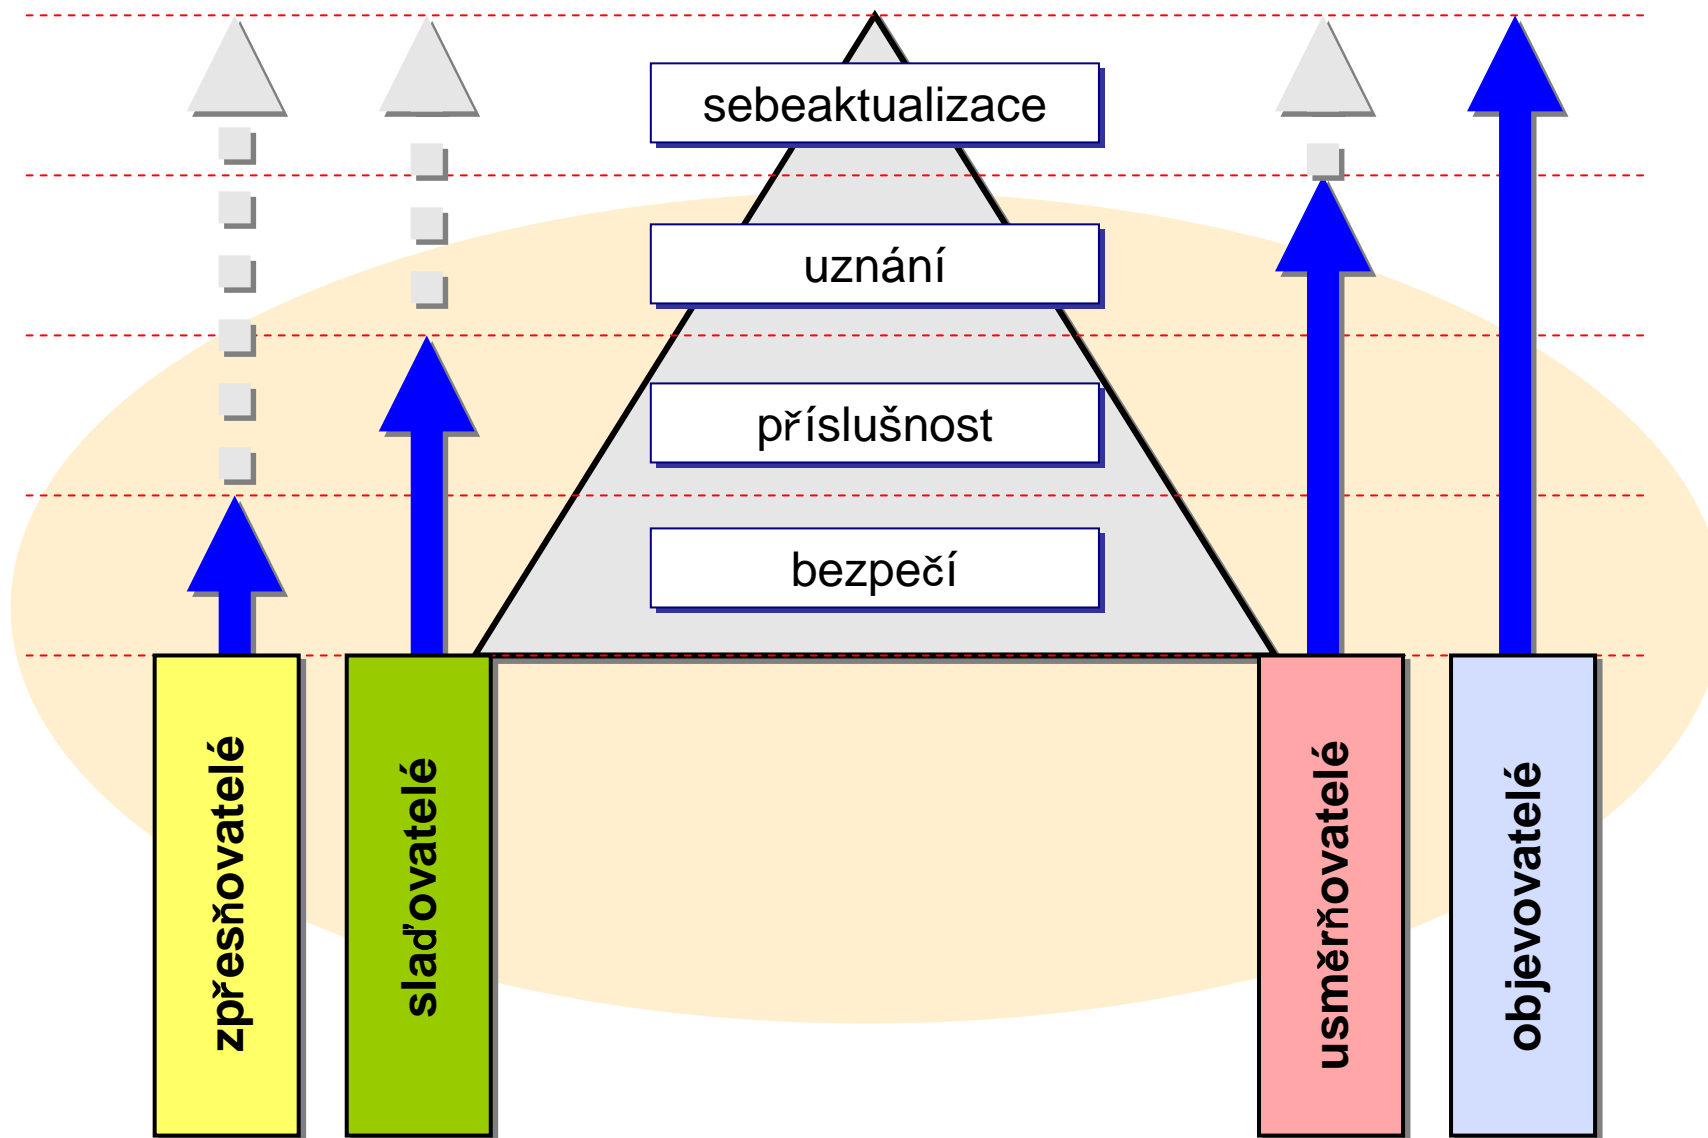 sebeaktualizace
uznání
příslušnost
bezpečí
zpřesňovatelé
slaďovatelé
usměrňovatelé
objevovatelé